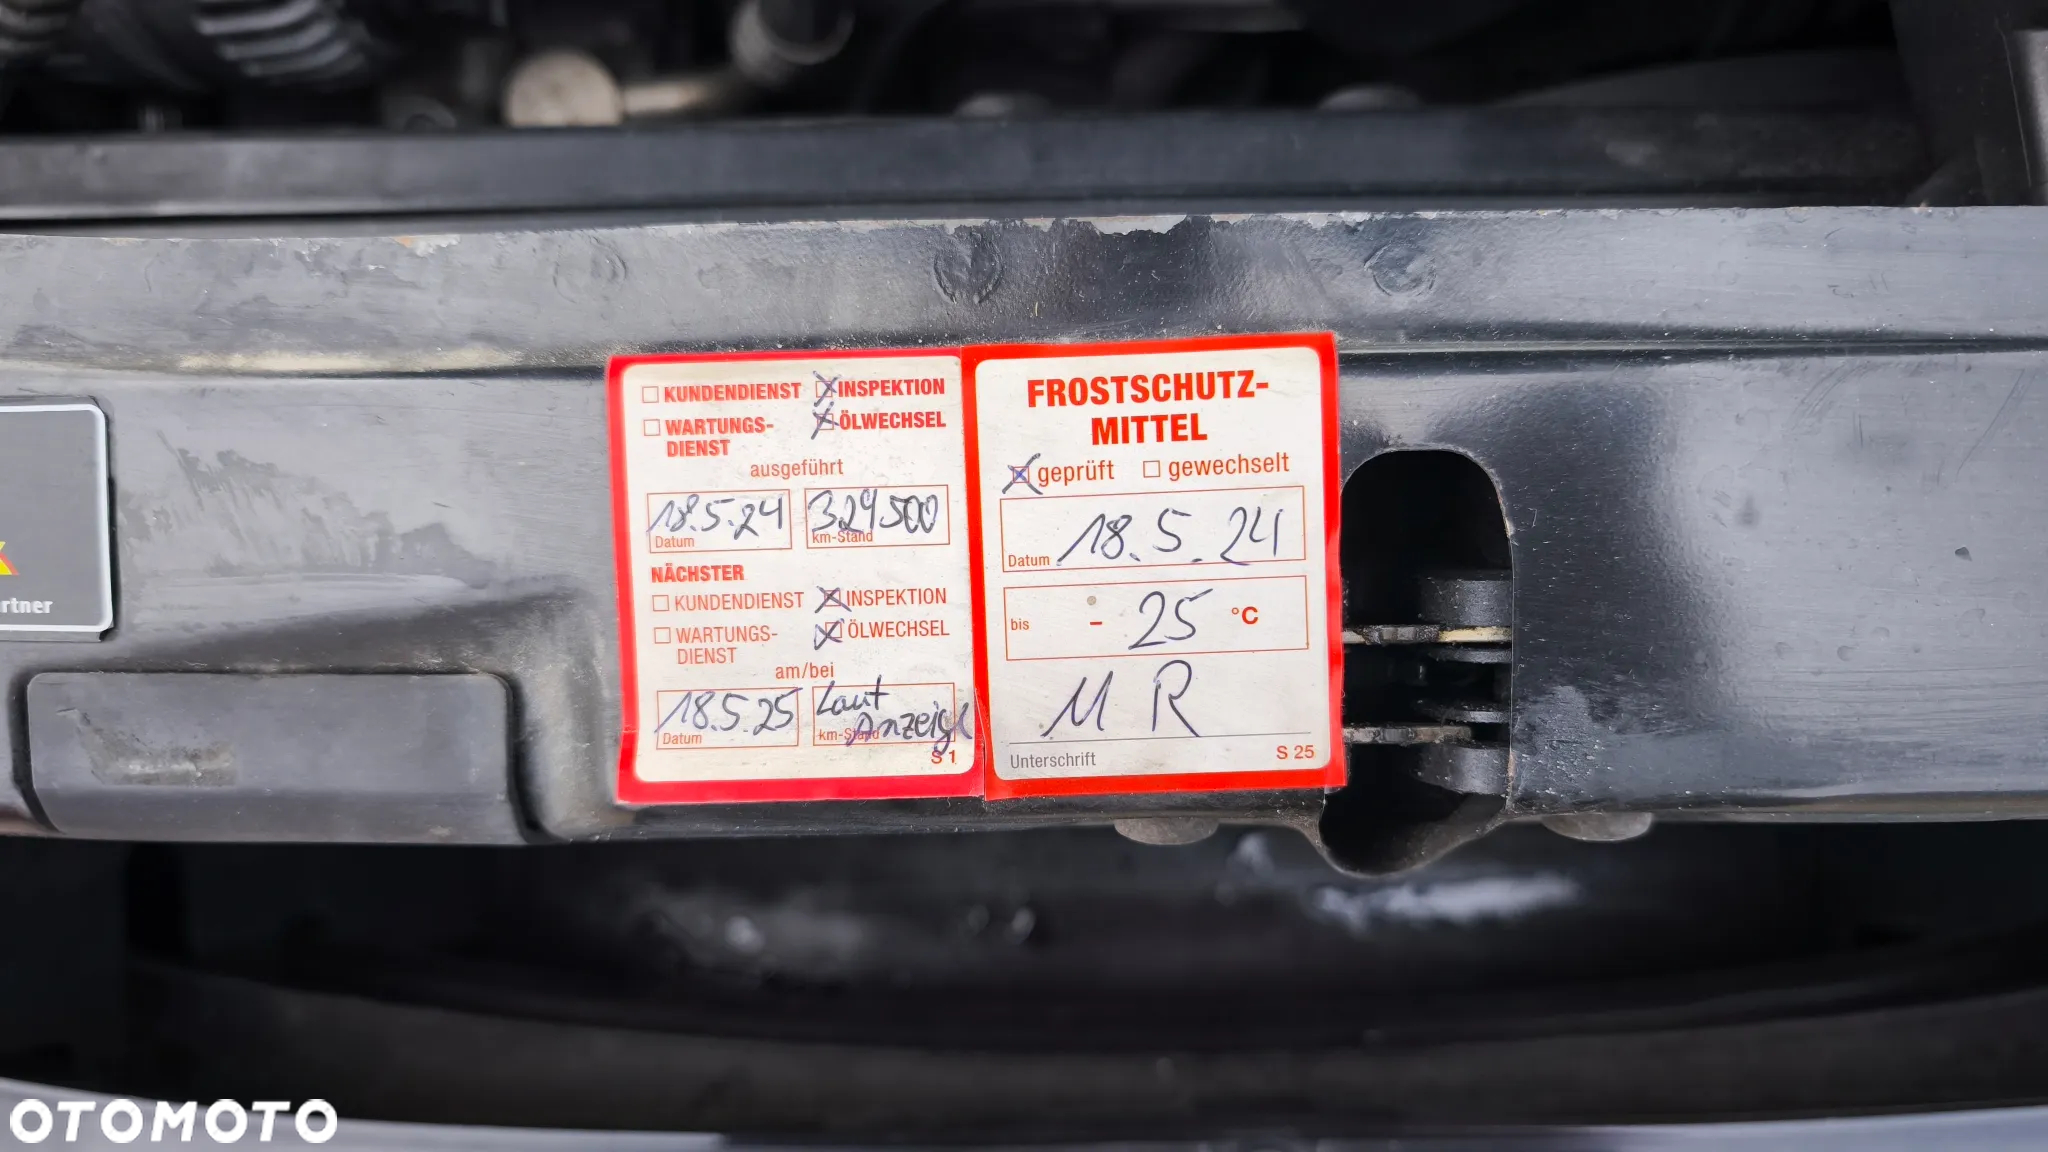 KUNDENDIENST INSPEKTION
WARTUNGS-
DIENST ÖLWECHSEL
ausgeführt
18.5.24 329500
Datum km-Stand
NÄCHSTER
KUNDENDIENST INSPEKTION
WARTUNGS-
DIENST ÖLWECHSEL
am/bei
18.5.25 Laut Anzeige
Datum km-Stand
S 1
FROSTSCHUTZ-
MITTEL
geprüft gewechselt
Datum 18.5.24
bis - 25 °C
M R
Unterschrift S 25
rtner
OTOMOTO